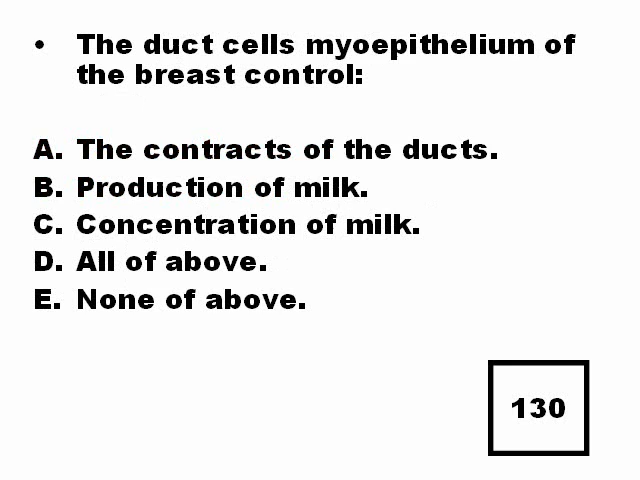 • The duct cells myoepithelium of
the breast control:
A. The contracts of the ducts.
B. Production of milk.
C. Concentration of milk.
D. All of above.
E. None of above.
130